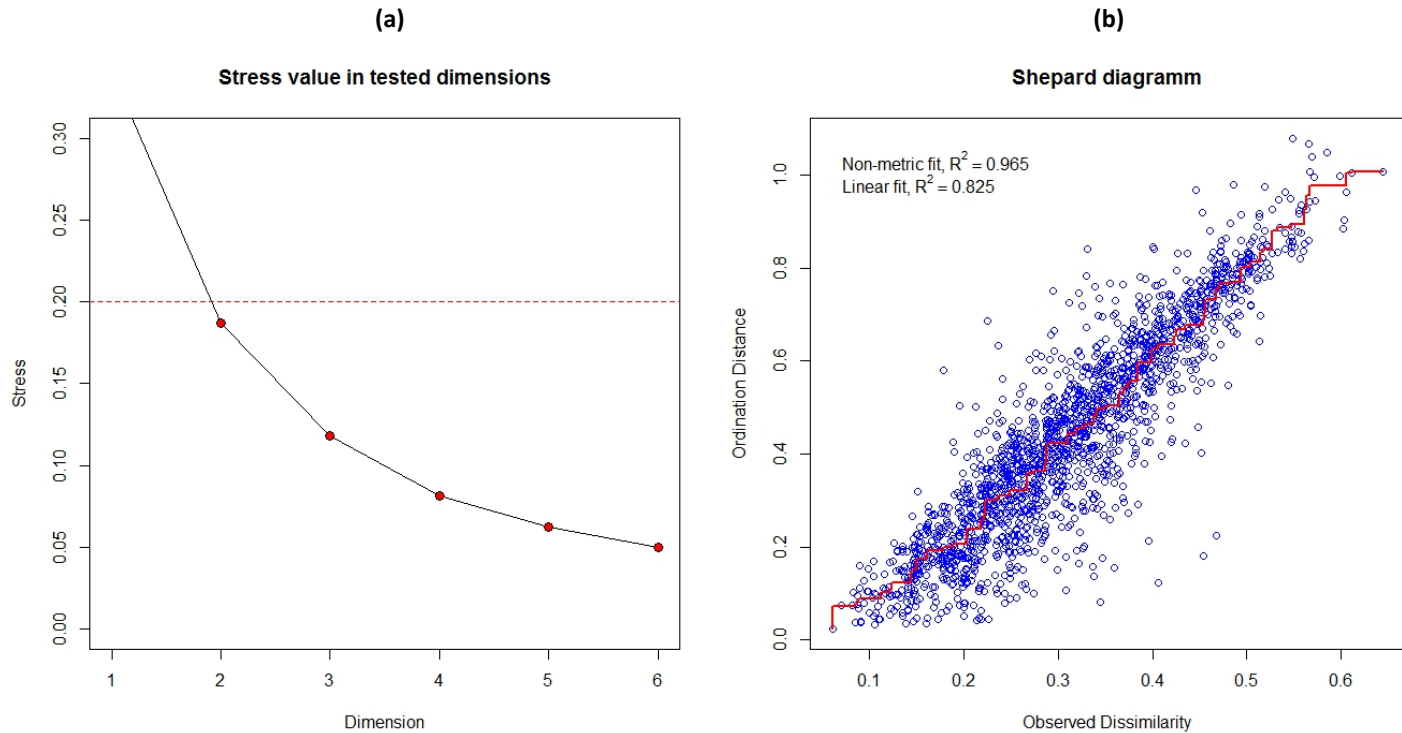 (a)
Stress value in tested dimensions
0.30
0.25
0.20
0.15
0.10
0.05
0.00
Stress
1 2 3 4 5 6
Dimension
(b)
Shepard diagramm
Non-metric fit, R² = 0.965
Linear fit, R² = 0.825
1.0
0.8
0.6
0.4
0.2
0.0
Ordination Distance
0.1 0.2 0.3 0.4 0.5 0.6
Observed Dissimilarity